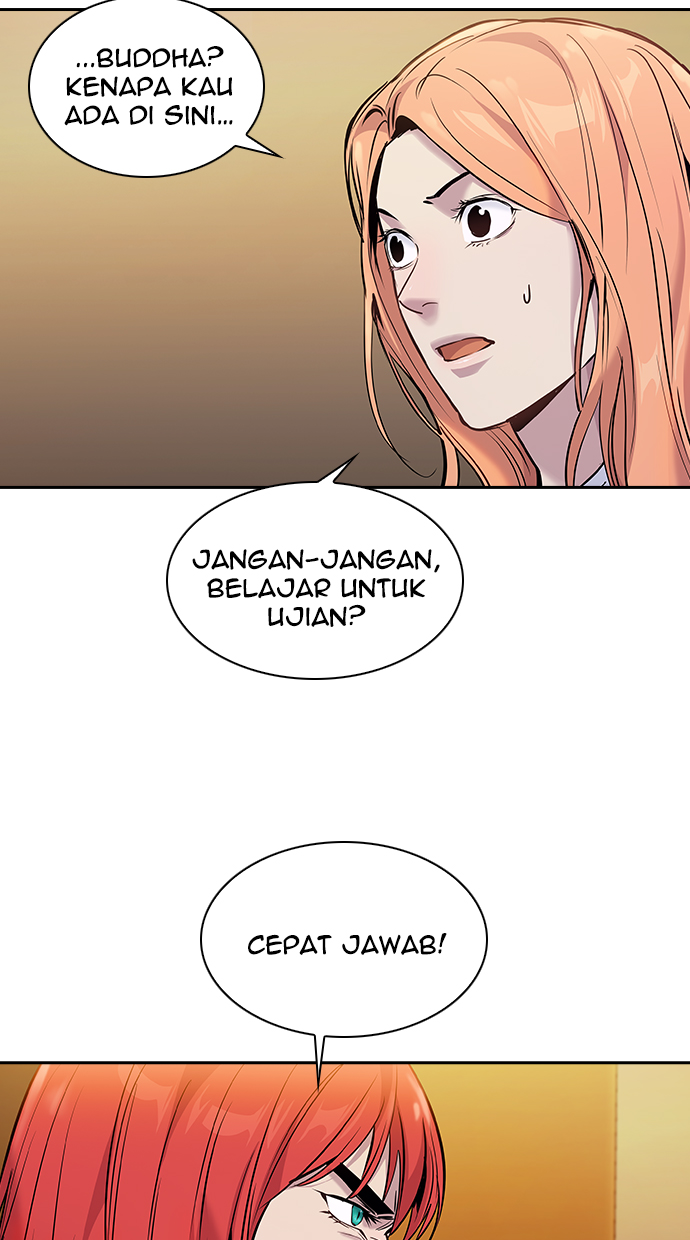 ...BUDDHA?
KENAPA KAU
ADA DI SINI...
JANGAN-JANGAN,
BELAJAR UNTUK
UJIAN?
CEPAT JAWAB!